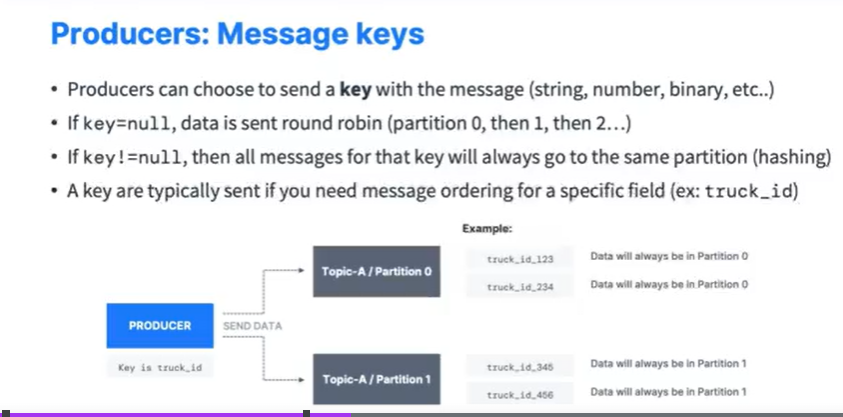 Producers: Message keys
• Producers can choose to send a key with the message (string, number, binary, etc..)
• If key=null, data is sent round robin (partition 0, then 1, then 2...)
• If key!=null, then all messages for that key will always go to the same partition (hashing)
• A key are typically sent if you need message ordering for a specific field (ex: truck_id)
Example:
Topic-A / Partition 0
truck_id_123
Data will always be in Partition 0
truck_id_234
Data will always be in Partition 0
PRODUCER
SEND DATA
Key is truck_id
Topic-A / Partition 1
truck_id_345
Data will always be in Partition 1
truck_id_456
Data will always be in Partition 1